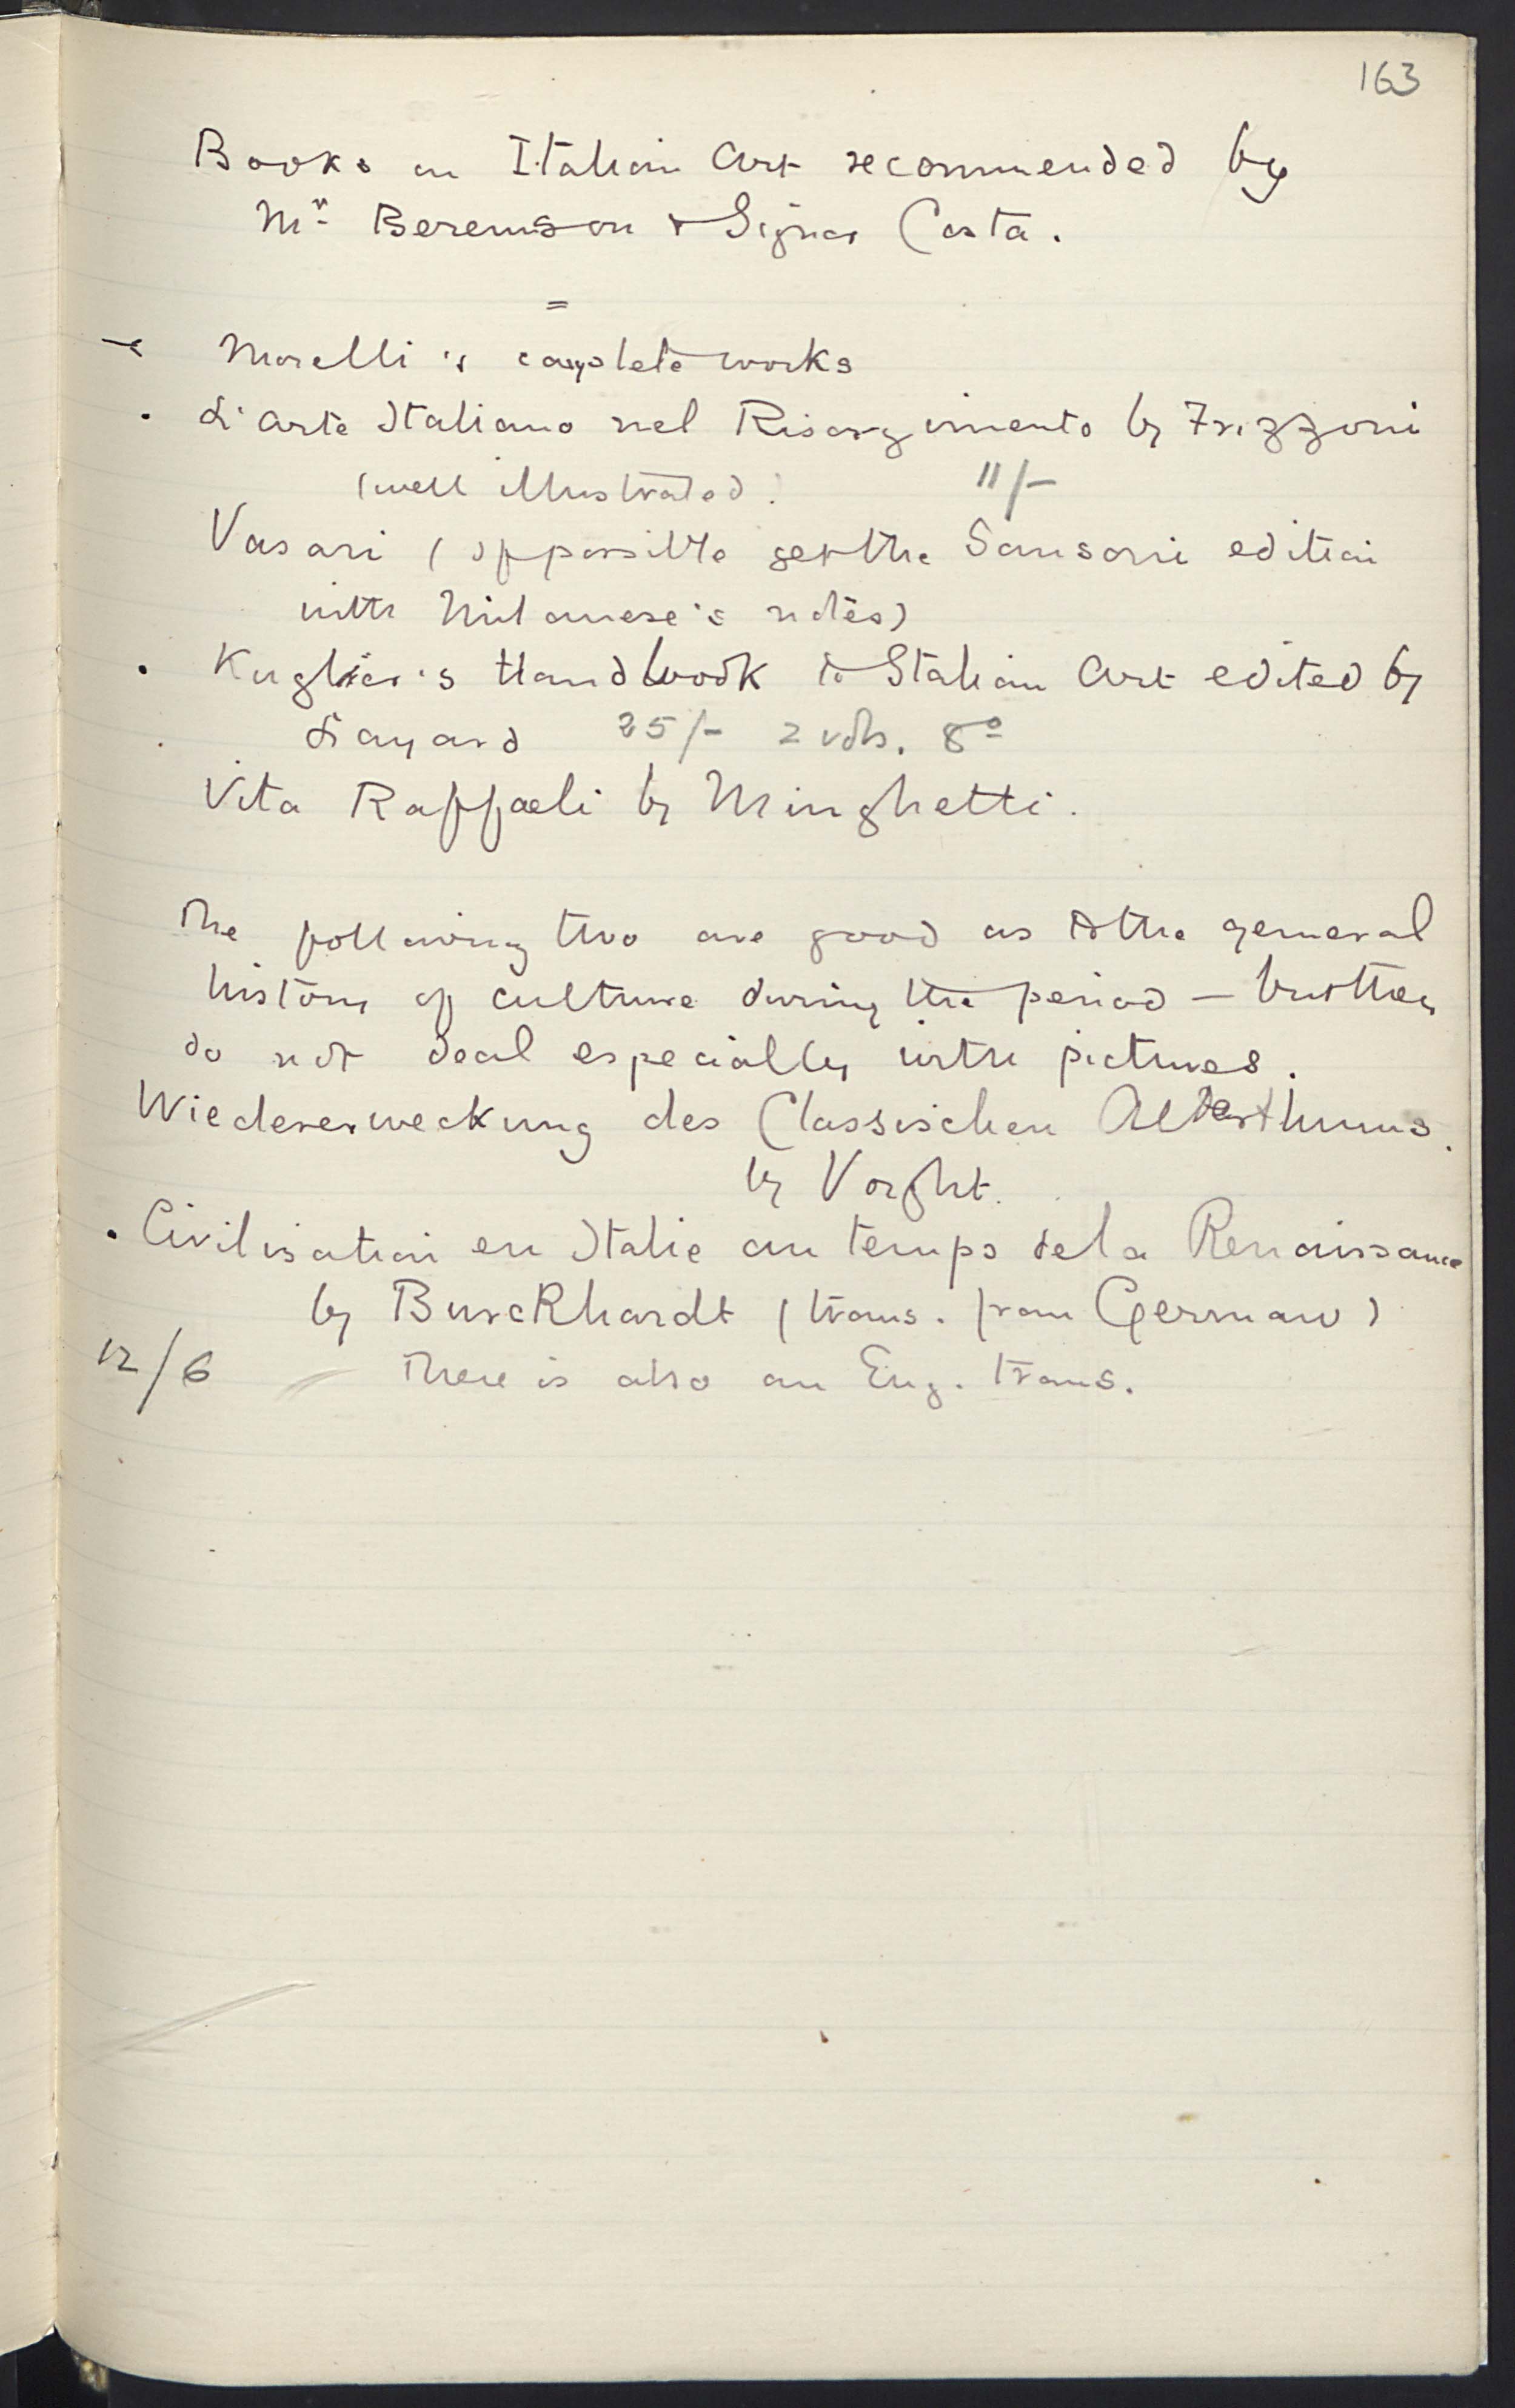 163
Books on Italian Art recommended by
Mr Berenson & Signor Costa.
=
Morelli's complete works
. L'arte Italiano nel Risorgimento by Frizzoni
(well illustrated) 11/-
Vasari (if possible get the Sansoni edition
with Milanese's notes)
. Kugler's Handbook to Italian Art edited by
Layard 25/- 2 vols. 8º
Vita Raffaeli by Minghetti.
The following two are good as to the general
history of culture during the period - but they
do not deal especially with pictures.
Wiedererweckung des Classischen Alterthums.
by Voight.
. Civilisation en Italie au temps de la Renaissance
by Burckhardt (trans. from German)
12/6 There is also an Eng. trans.